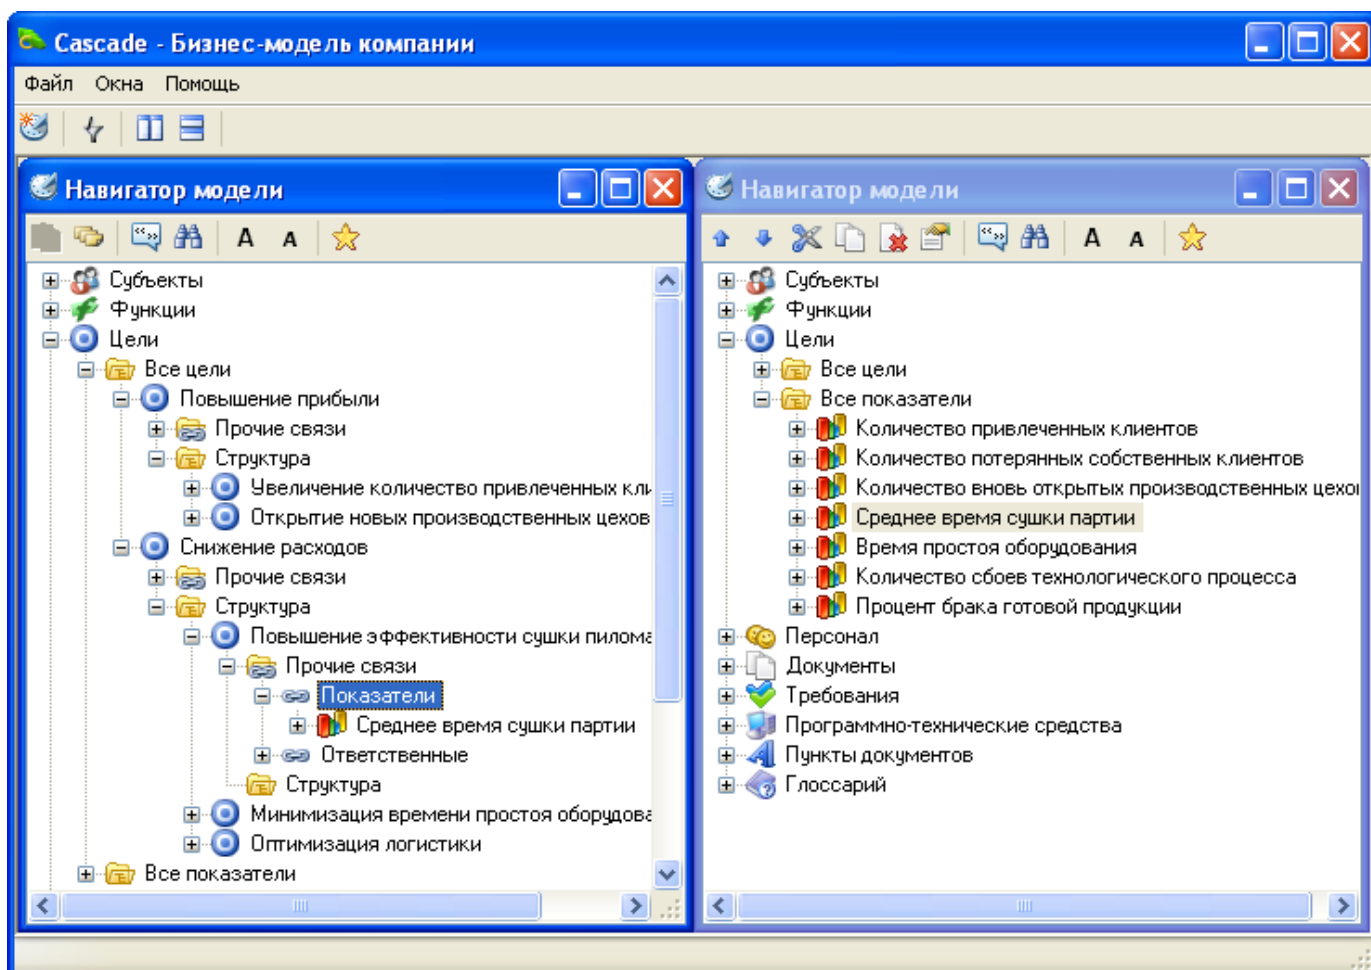 Cascade - Бизнес-модель компании
Файл Окна Помощь
Навигатор модели
A A
Субъекты
Функции
Цели
Все цели
Повышение прибыли
Прочие связи
Структура
Увеличение количество привлеченных кли
Открытие новых производственных цехов
Снижение расходов
Прочие связи
Структура
Повышение эффективности сушки пилома
Прочие связи
Показатели
Среднее время сушки партии
Ответственные
Структура
Минимизация времени простоя оборудова
Оптимизация логистики
Все показатели
Навигатор модели
A A
Субъекты
Функции
Цели
Все цели
Все показатели
Количество привлеченных клиентов
Количество потерянных собственных клиентов
Количество вновь открытых производственных цехов
Среднее время сушки партии
Время простоя оборудования
Количество сбоев технологического процесса
Процент брака готовой продукции
Персонал
Документы
Требования
Программно-технические средства
Пункты документов
Глоссарий